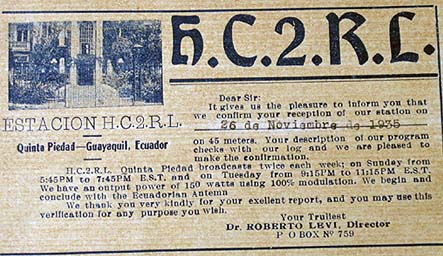 H.C.2.R.L.
ESTACION H.C.2.R.L.
Quinta Piedad—Guayaquil, Ecuador
Dear Sir:
It gives us the pleasure to inform you that
we confirm your reception of our station on
26 de Noviembre de 1935
on 45 meters. Your description of our program
checks with our log and we are pleased to
make the confirmation.
H.C.2.R.L. Quinta Piedad broadcasts twice each week; on Sunday from
5:45PM to 7:45PM E.S.T. and on Tuesday from 9:15PM to 11:15PM E.S.T.
We have an output power of 150 watts using 100% modulation. We begin and
conclude with the Ecuadorian Antemn
We thank you very kindly for your exellent report, and you may use this
verification for any purpose you wish.
Your Trullest
Dr. ROBERTO LEVI, Director
P O BOX Nº 759